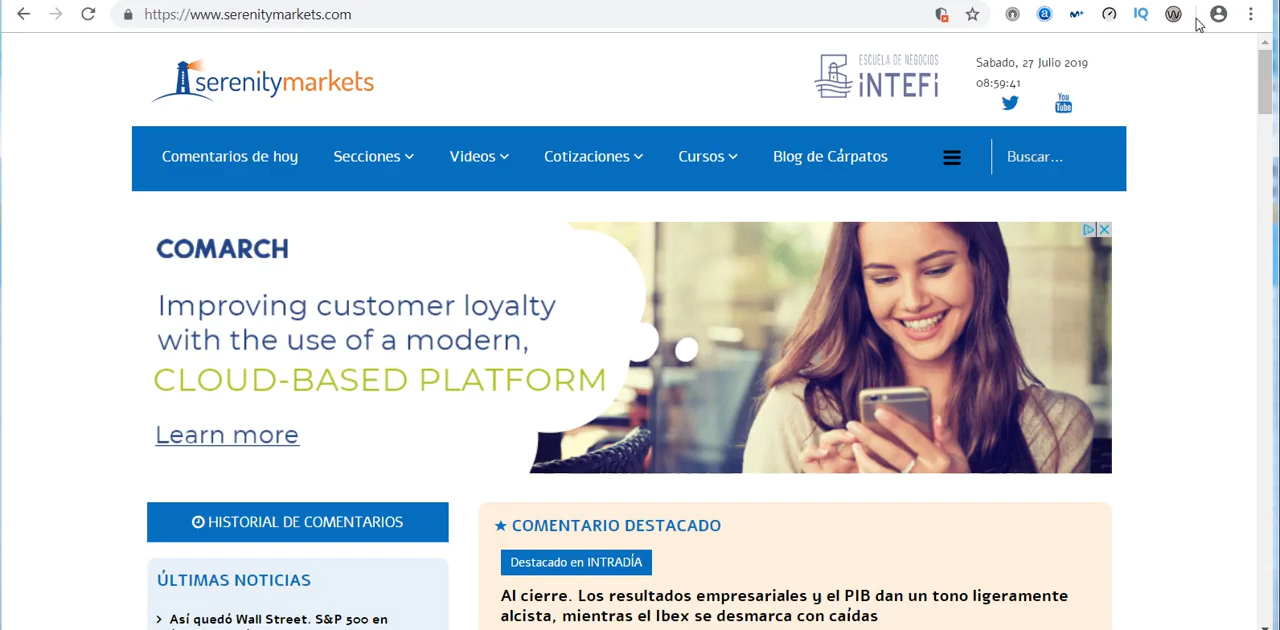 https://www.serenitymarkets.com
IQ
serenitymarkets
ESCUELA DE NEGOCIOS
iNTEFi
Sabado, 27 Julio 2019
08:59:41
You
Tube
Comentarios de hoy
Secciones
Videos
Cotizaciones
Cursos
Blog de Cárpatos
Buscar...
COMARCH
Improving customer loyalty
with the use of a modern,
CLOUD-BASED PLATFORM
Learn more
HISTORIAL DE COMENTARIOS
ÚLTIMAS NOTICIAS
Así quedó Wall Street. S&P 500 en
COMENTARIO DESTACADO
Destacado en INTRADÍA
Al cierre. Los resultados empresariales y el PIB dan un tono ligeramente
alcista, mientras el Ibex se desmarca con caídas